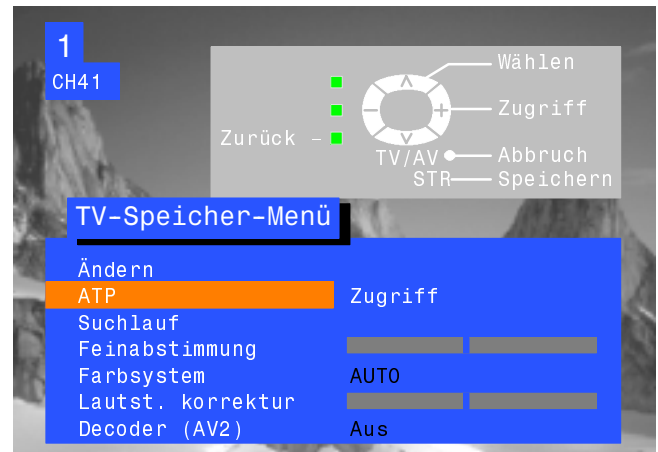 1
CH41
Wählen
Zugriff
Zurück –
TV/AV Abbruch
STR Speichern
TV-Speicher-Menü
Ändern
ATP Zugriff
Suchlauf
Feinabstimmung
Farbsystem AUTO
Lautst. korrektur
Decoder (AV2) Aus